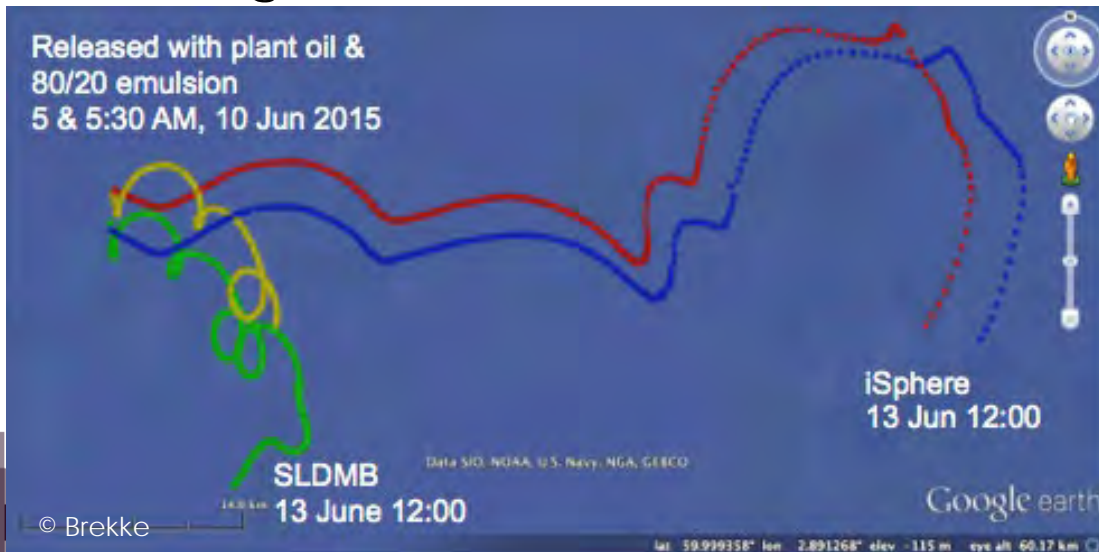 Released with plant oil &
80/20 emulsion
5 & 5:30 AM, 10 Jun 2015
iSphere
13 Jun 12:00
Data SIO, NOAA, U.S. Navy, NGA, GEBCO
SLDMB
13 June 12:00
Google earth
© Brekke
lat 59.999358° lon 2.891268° elev -115 m eye alt 60.17 km